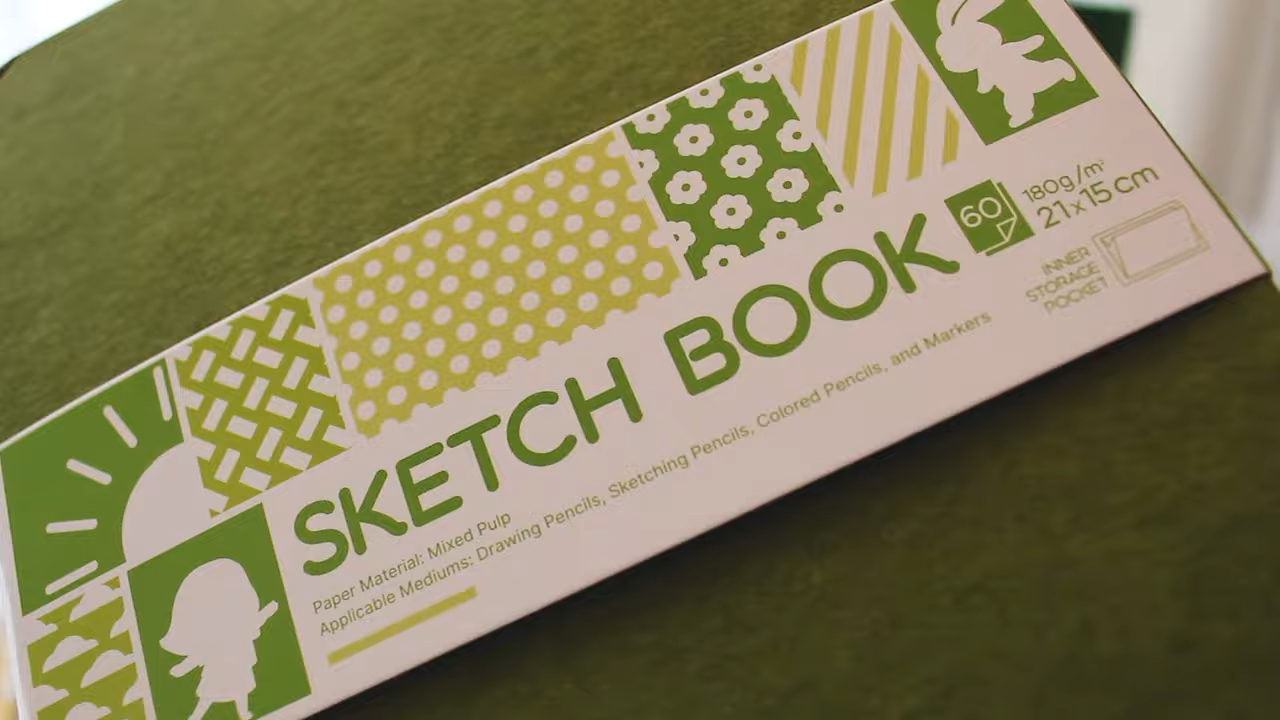 SKETCH BOOK
60
180g/m²
21x15cm
INNER
STORAGE
POCKET
Paper Material: Mixed Pulp
Applicable Mediums: Drawing Pencils, Sketching Pencils, Colored Pencils, and Markers